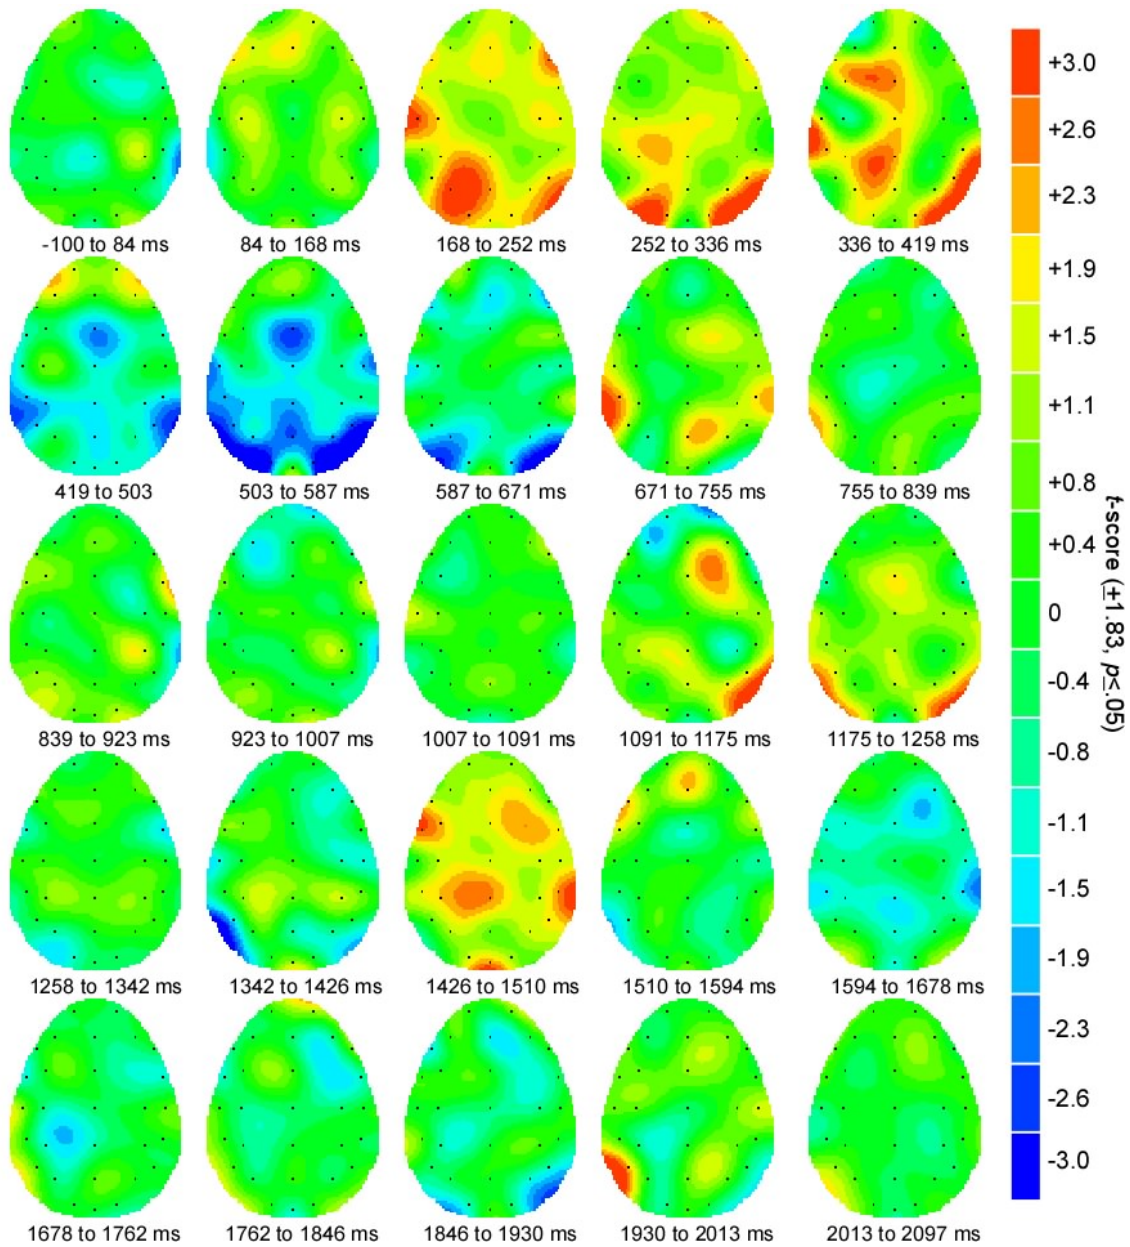 -100 to 84 ms
84 to 168 ms
168 to 252 ms
252 to 336 ms
336 to 419 ms
419 to 503
503 to 587 ms
587 to 671 ms
671 to 755 ms
755 to 839 ms
839 to 923 ms
923 to 1007 ms
1007 to 1091 ms
1091 to 1175 ms
1175 to 1258 ms
1258 to 1342 ms
1342 to 1426 ms
1426 to 1510 ms
1510 to 1594 ms
1594 to 1678 ms
1678 to 1762 ms
1762 to 1846 ms
1846 to 1930 ms
1930 to 2013 ms
2013 to 2097 ms
+3.0
+2.6
+2.3
+1.9
+1.5
+1.1
+0.8
+0.4
0
-0.4
-0.8
-1.1
-1.5
-1.9
-2.3
-2.6
-3.0
t-score (±1.83, p≤.05)